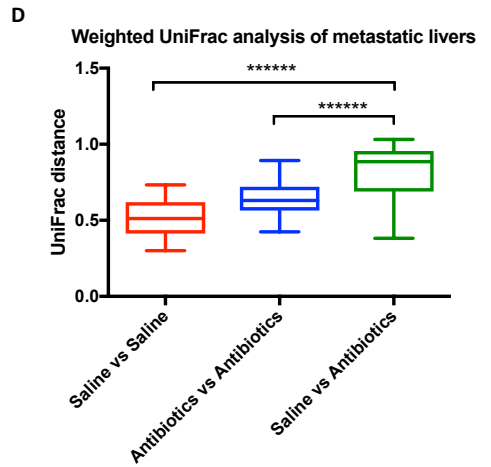 D
Weighted UniFrac analysis of metastatic livers
******
******
1.5
1.0
0.5
0.0
UniFrac distance
Saline vs Saline
Antibiotics vs Antibiotics
Saline vs Antibiotics